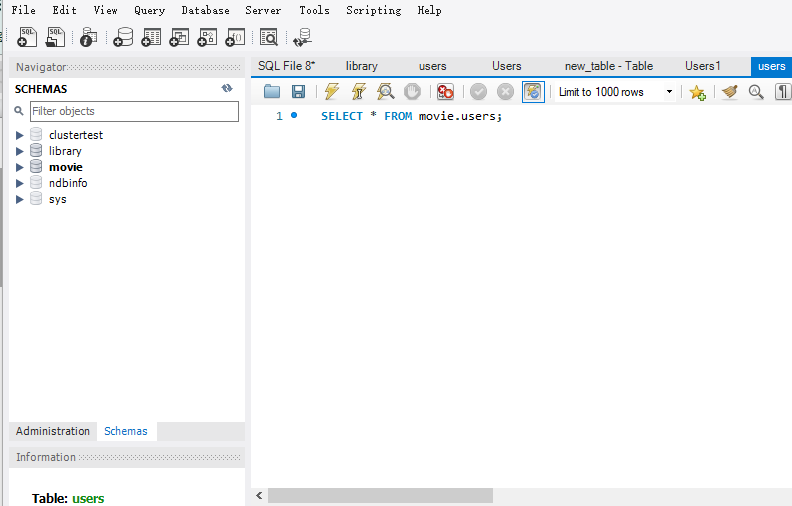 File Edit View Query Database Server Tools Scripting Help
Navigator
SCHEMAS
Filter objects
clustertest
library
movie
ndbinfo
sys
Administration Schemas
Information
Table: users
SQL File 8* library users Users new_table - Table Users1 users
Limit to 1000 rows
1 SELECT * FROM movie.users;